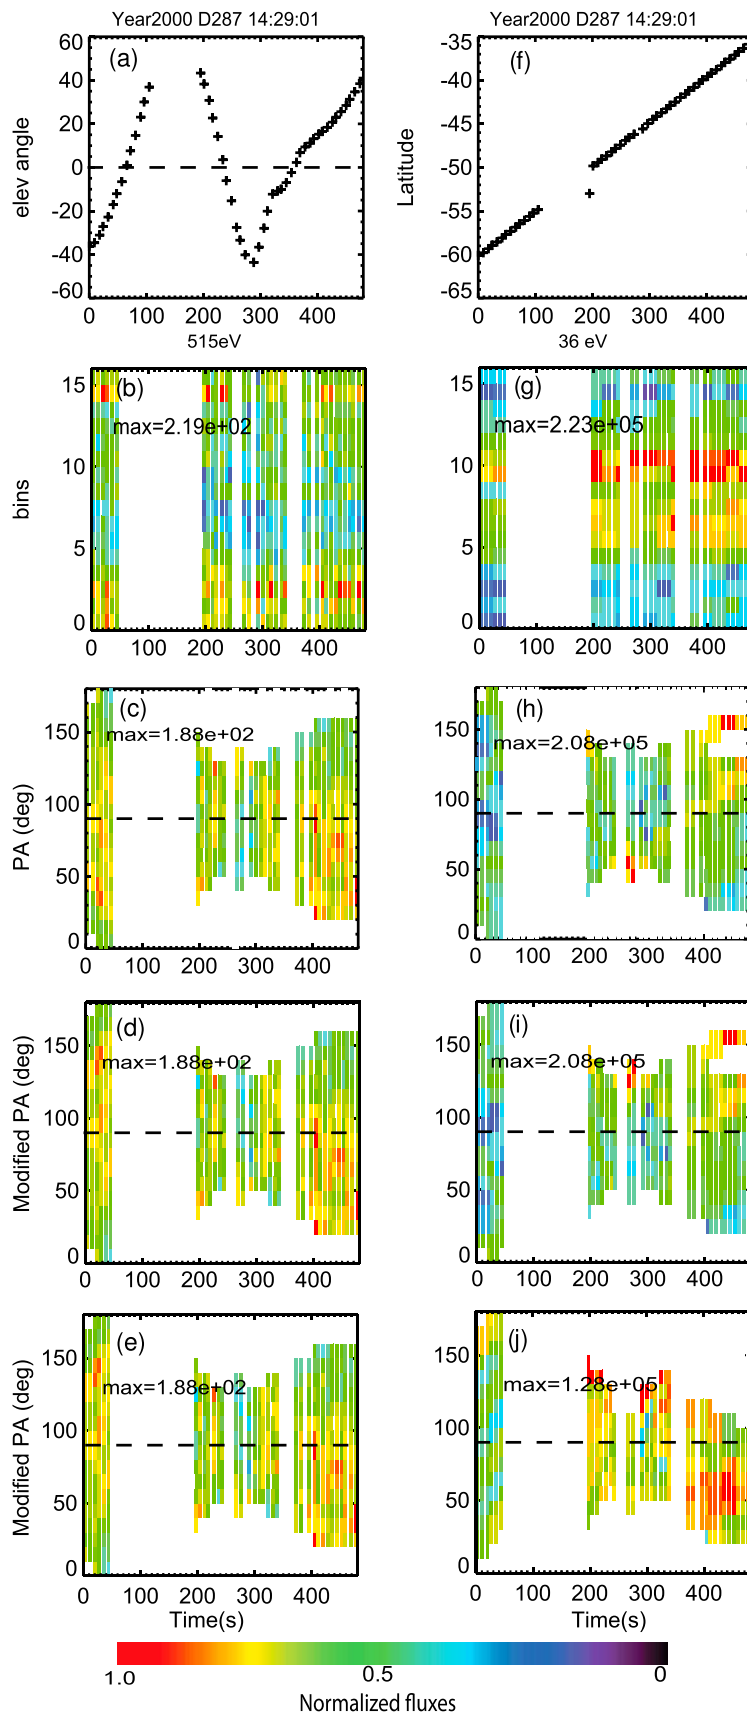 Year2000 D287 14:29:01
(a)
elev angle
60
40
20
0
-20
-40
-60
0 100 200 300 400
515eV
Year2000 D287 14:29:01
(f)
Latitude
-35
-40
-45
-50
-55
-60
-65
0 100 200 300 400
36 eV
(b)
max=2.19e+02
bins
15
10
5
0
0 100 200 300 400
(g)
max=2.23e+05
15
10
5
0
0 100 200 300 400
(c)
max=1.88e+02
PA (deg)
150
100
50
0
0 100 200 300 400
(h)
max=2.08e+05
150
100
50
0
0 100 200 300 400
(d)
max=1.88e+02
Modified PA (deg)
150
100
50
0
0 100 200 300 400
(i)
max=2.08e+05
150
100
50
0
0 100 200 300 400
(e)
max=1.88e+02
Modified PA (deg)
150
100
50
0
0 100 200 300 400
Time(s)
(j)
max=1.28e+05
150
100
50
0
0 100 200 300 400
Time(s)
1.0 0.5 0
Normalized fluxes